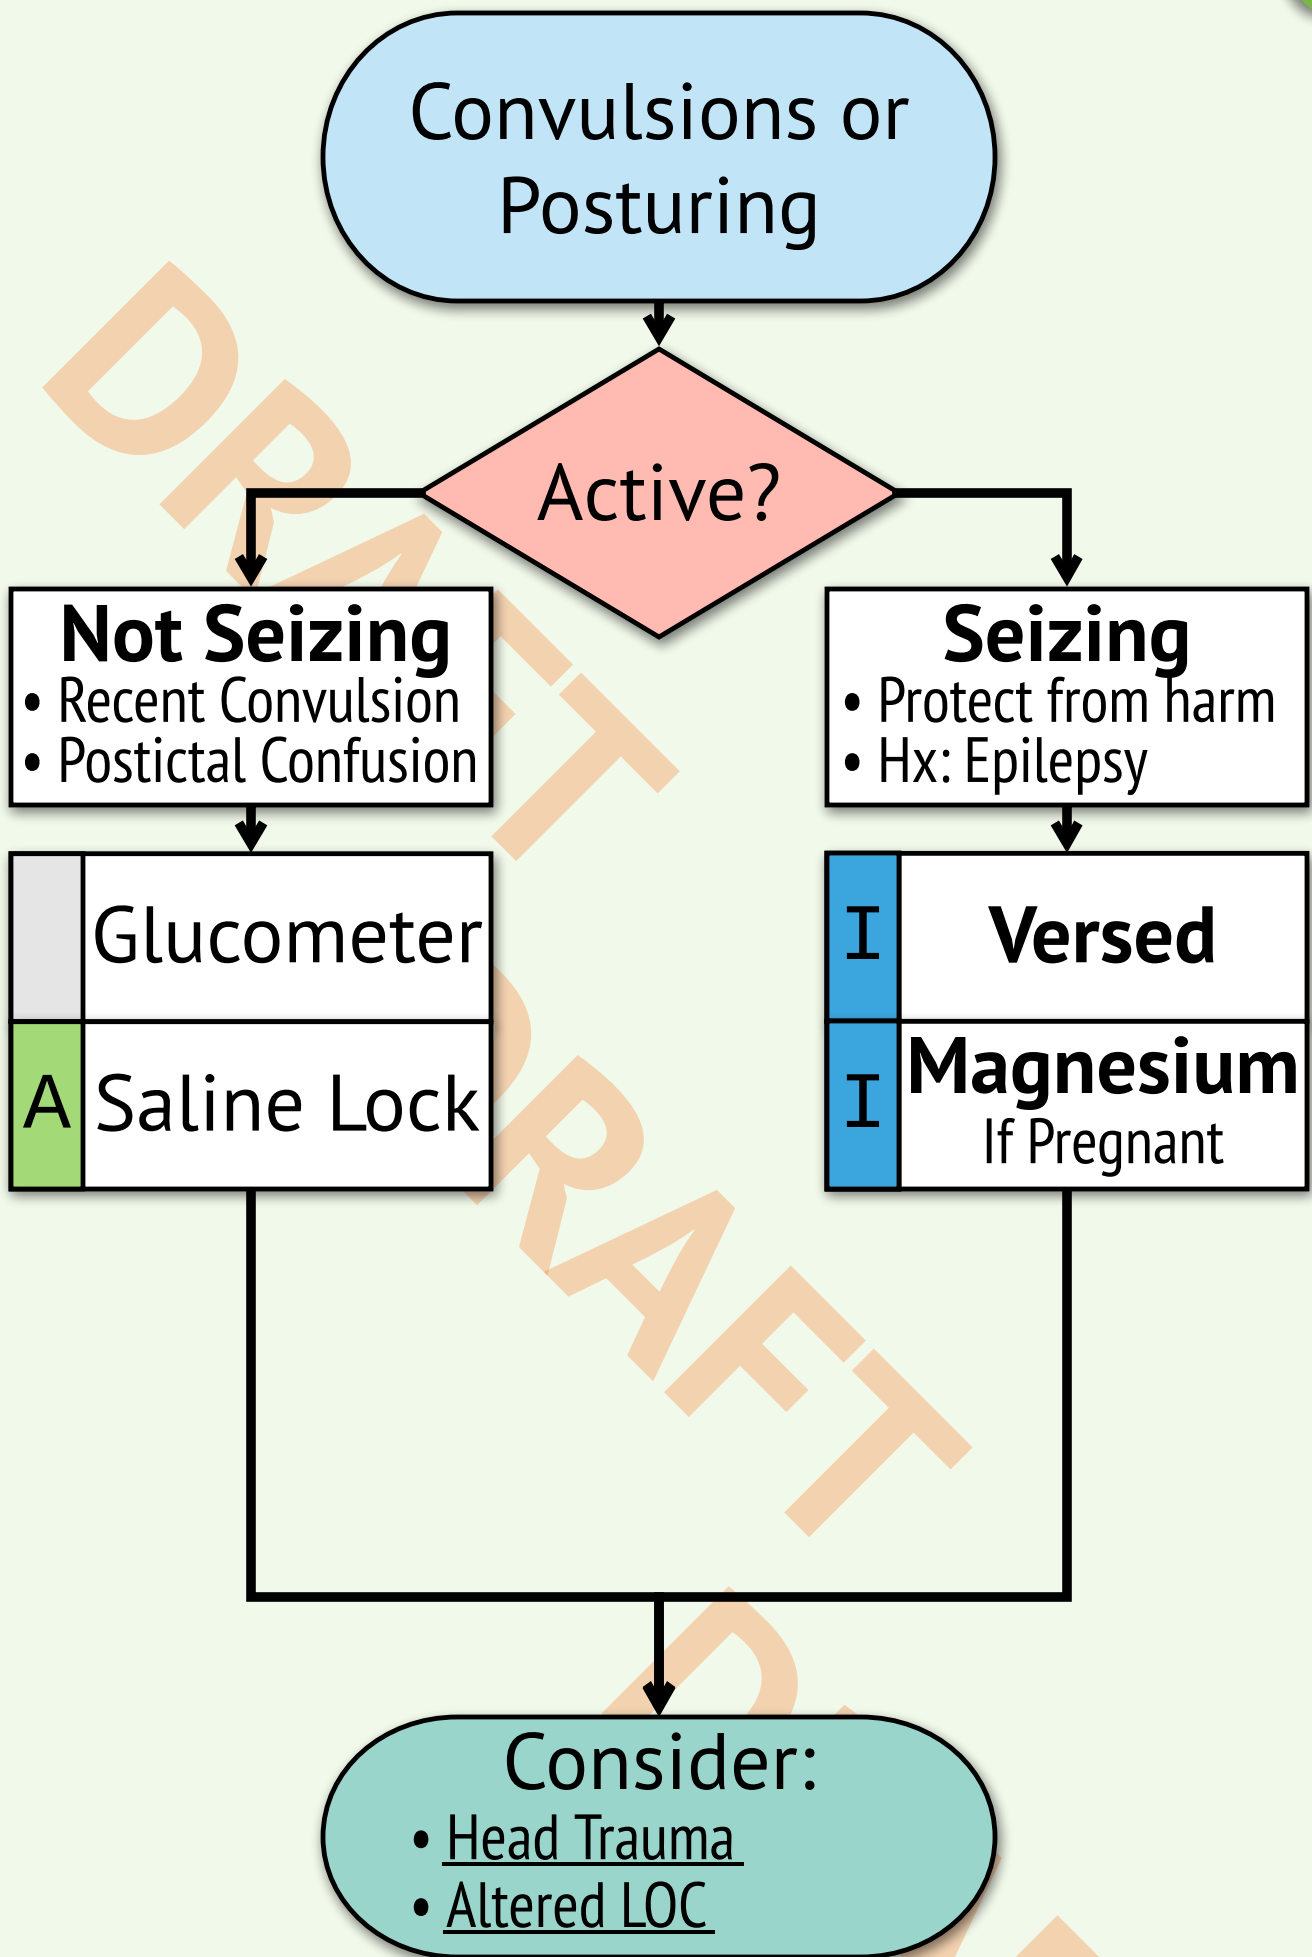 Convulsions or
Posturing
Active?
Not Seizing
• Recent Convulsion
• Postictal Confusion
Seizing
• Protect from harm
• Hx: Epilepsy
Glucometer
A Saline Lock
I Versed
I Magnesium
If Pregnant
Consider:
• Head Trauma
• Altered LOC
DRAFT
DRAFT